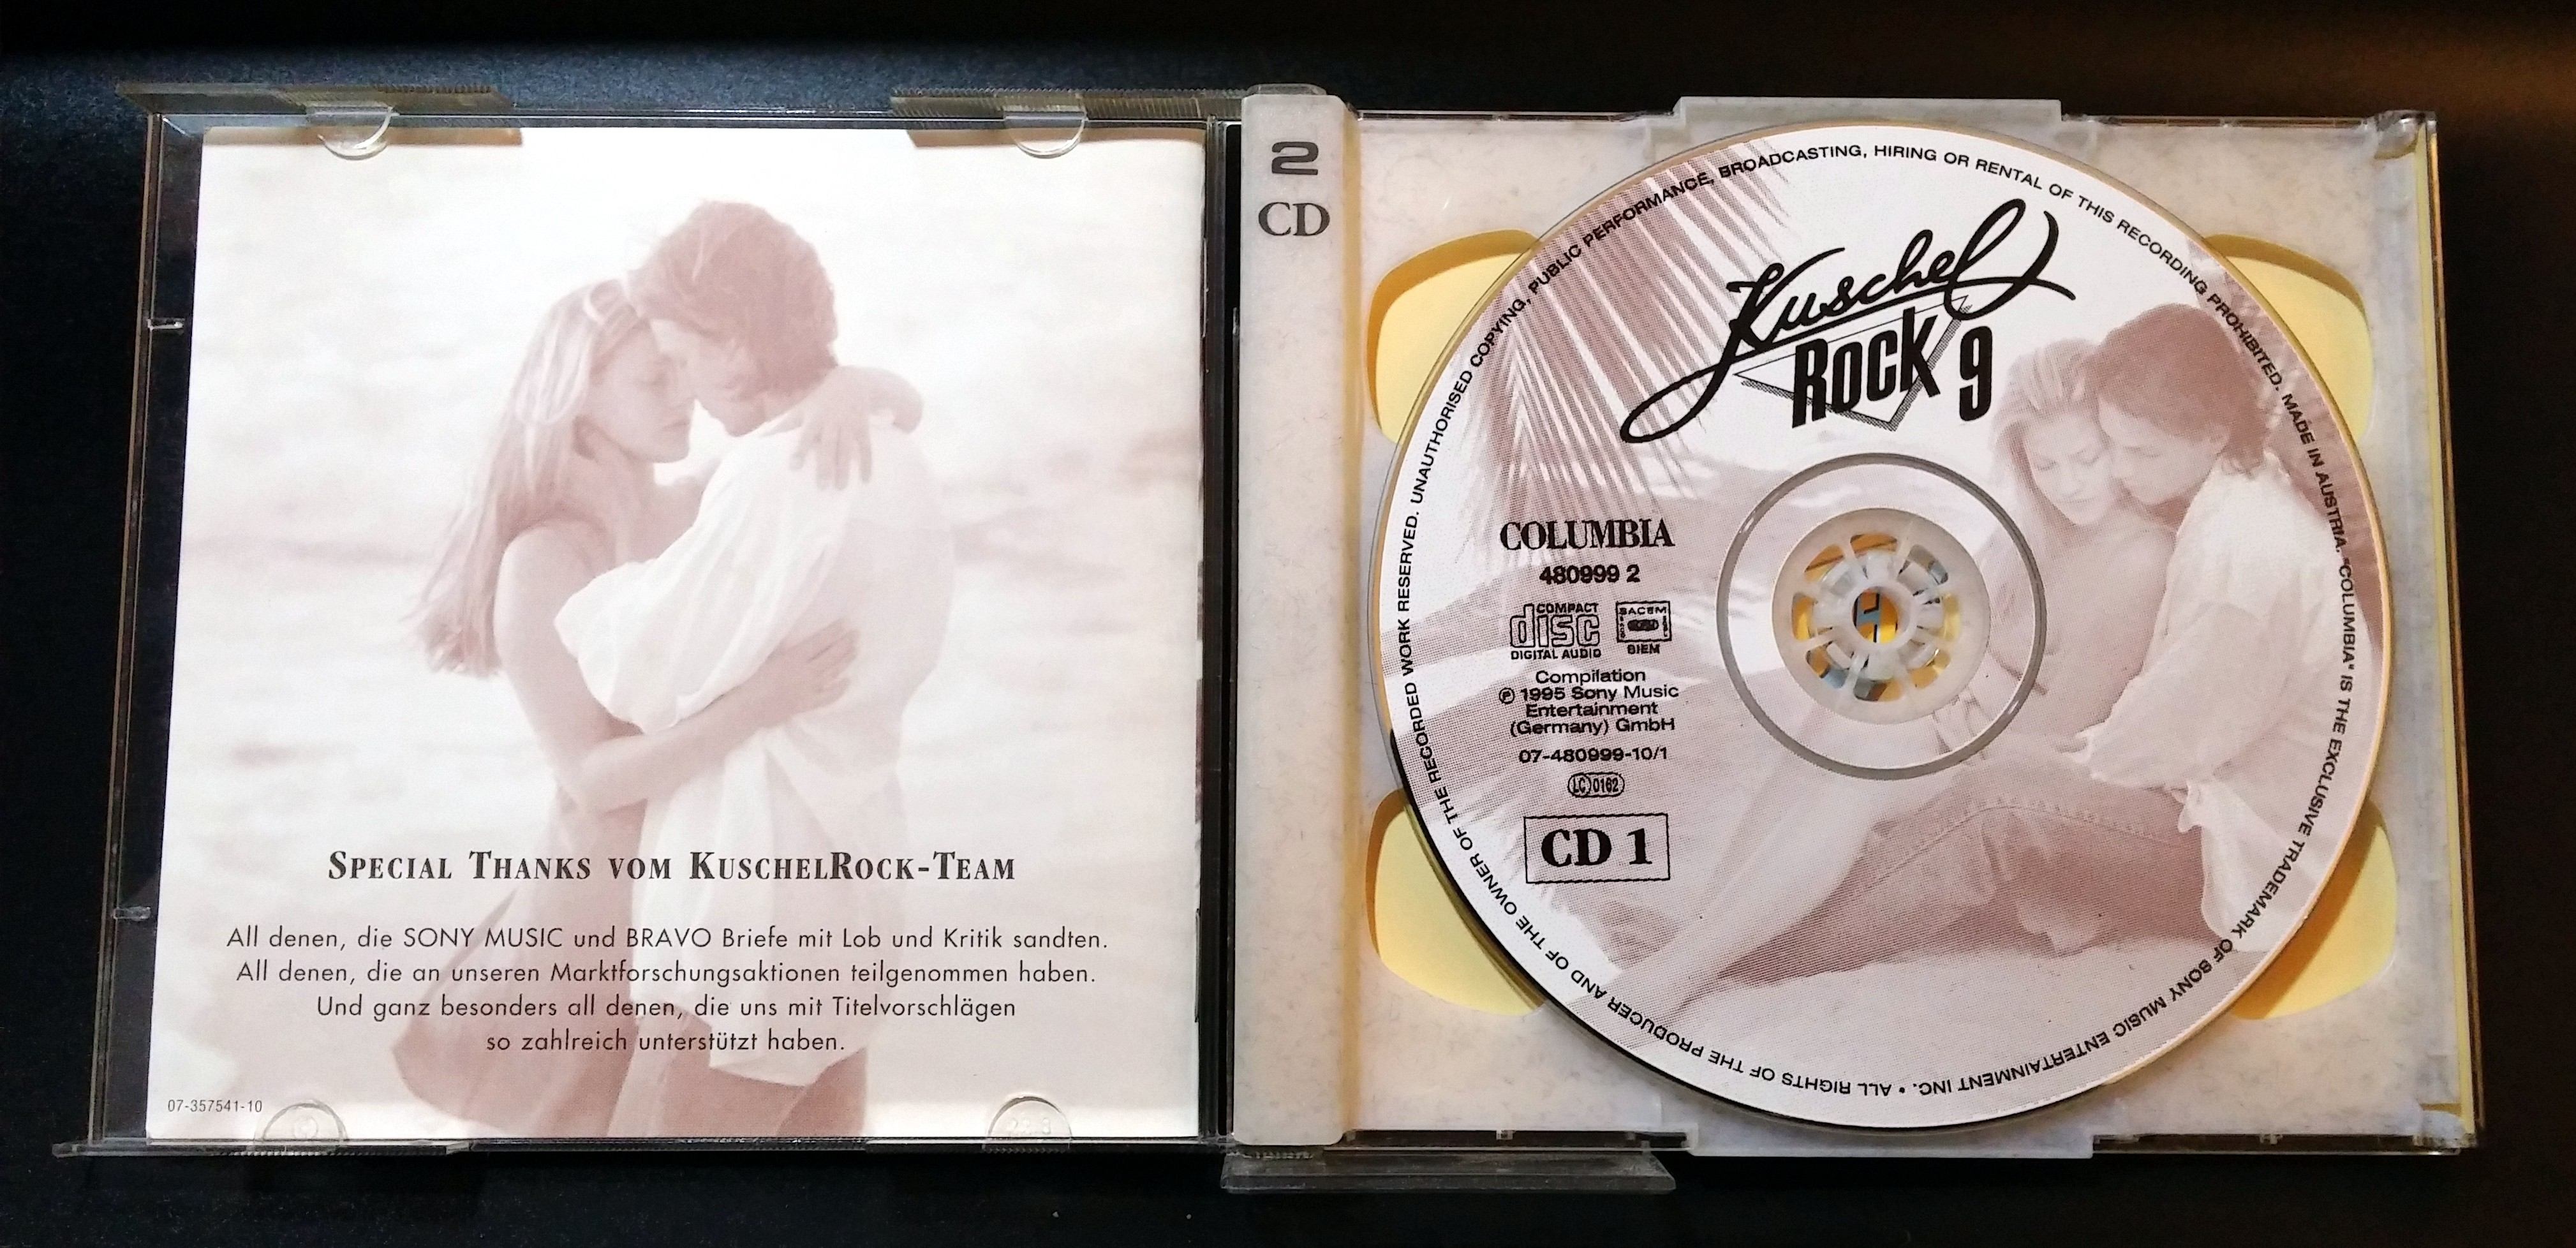 SPECIAL THANKS VOM KUSCHELROCK-TEAM
All denen, die SONY MUSIC und BRAVO Briefe mit Lob und Kritik sandten.
All denen, die an unseren Marktforschungsaktionen teilgenommen haben.
Und ganz besonders all denen, die uns mit Titelvorschlägen
so zahlreich unterstützt haben.
07-357541-10
2
CD
Kuschel
ROCK 9
COLUMBIA
480999 2
COMPACT
disc
DIGITAL AUDIO
SACEM
BIEM
Compilation
℗ 1995 Sony Music
Entertainment
(Germany) GmbH
07-480999-10/1
LC 0162
CD 1
ALL RIGHTS OF THE PRODUCER AND OF THE OWNER OF THE RECORDED WORK RESERVED. UNAUTHORISED COPYING, PUBLIC PERFORMANCE, BROADCASTING, HIRING OR RENTAL OF THIS RECORDING PROHIBITED. MADE IN AUSTRIA. "COLUMBIA" IS THE EXCLUSIVE TRADEMARK OF SONY MUSIC ENTERTAINMENT INC. •